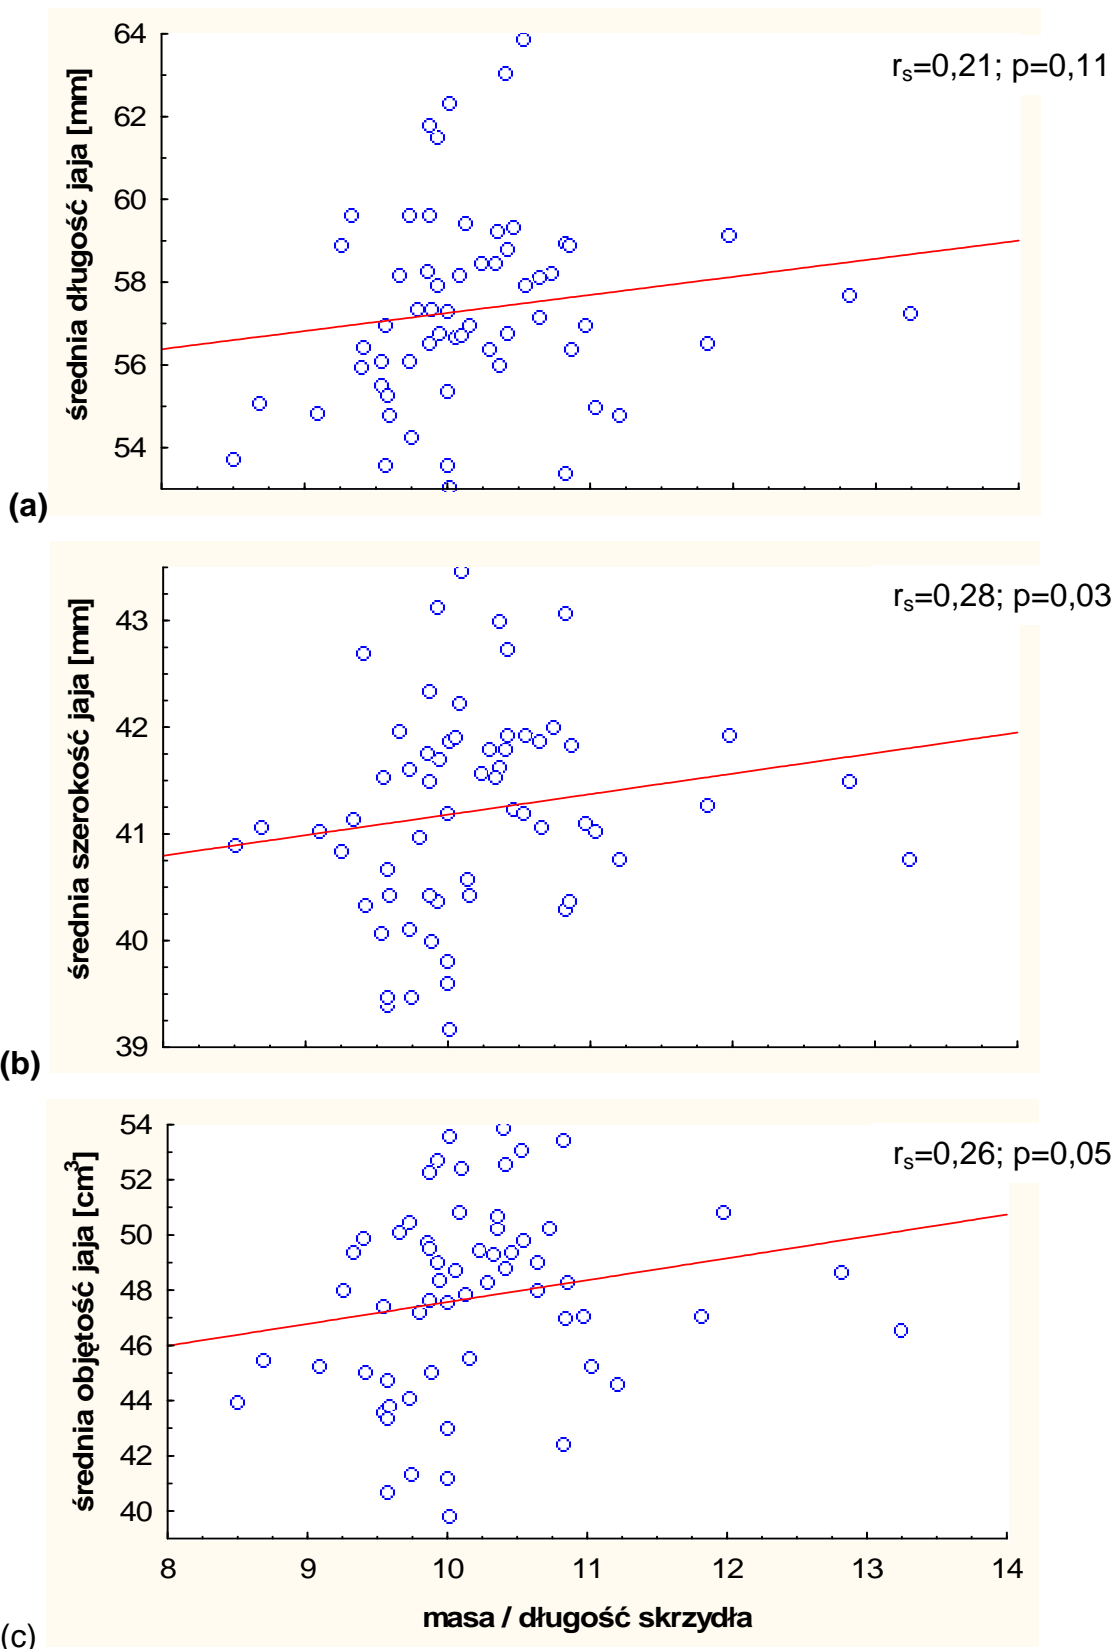 64
62
60
58
56
54
średnia długość jaja [mm]
rₛ=0,21; p=0,11
(a)
43
42
41
40
39
średnia szerokość jaja [mm]
rₛ=0,28; p=0,03
(b)
54
52
50
48
46
44
42
40
średnia objętość jaja [cm³]
rₛ=0,26; p=0,05
8 9 10 11 12 13 14
masa / długość skrzydła
(c)